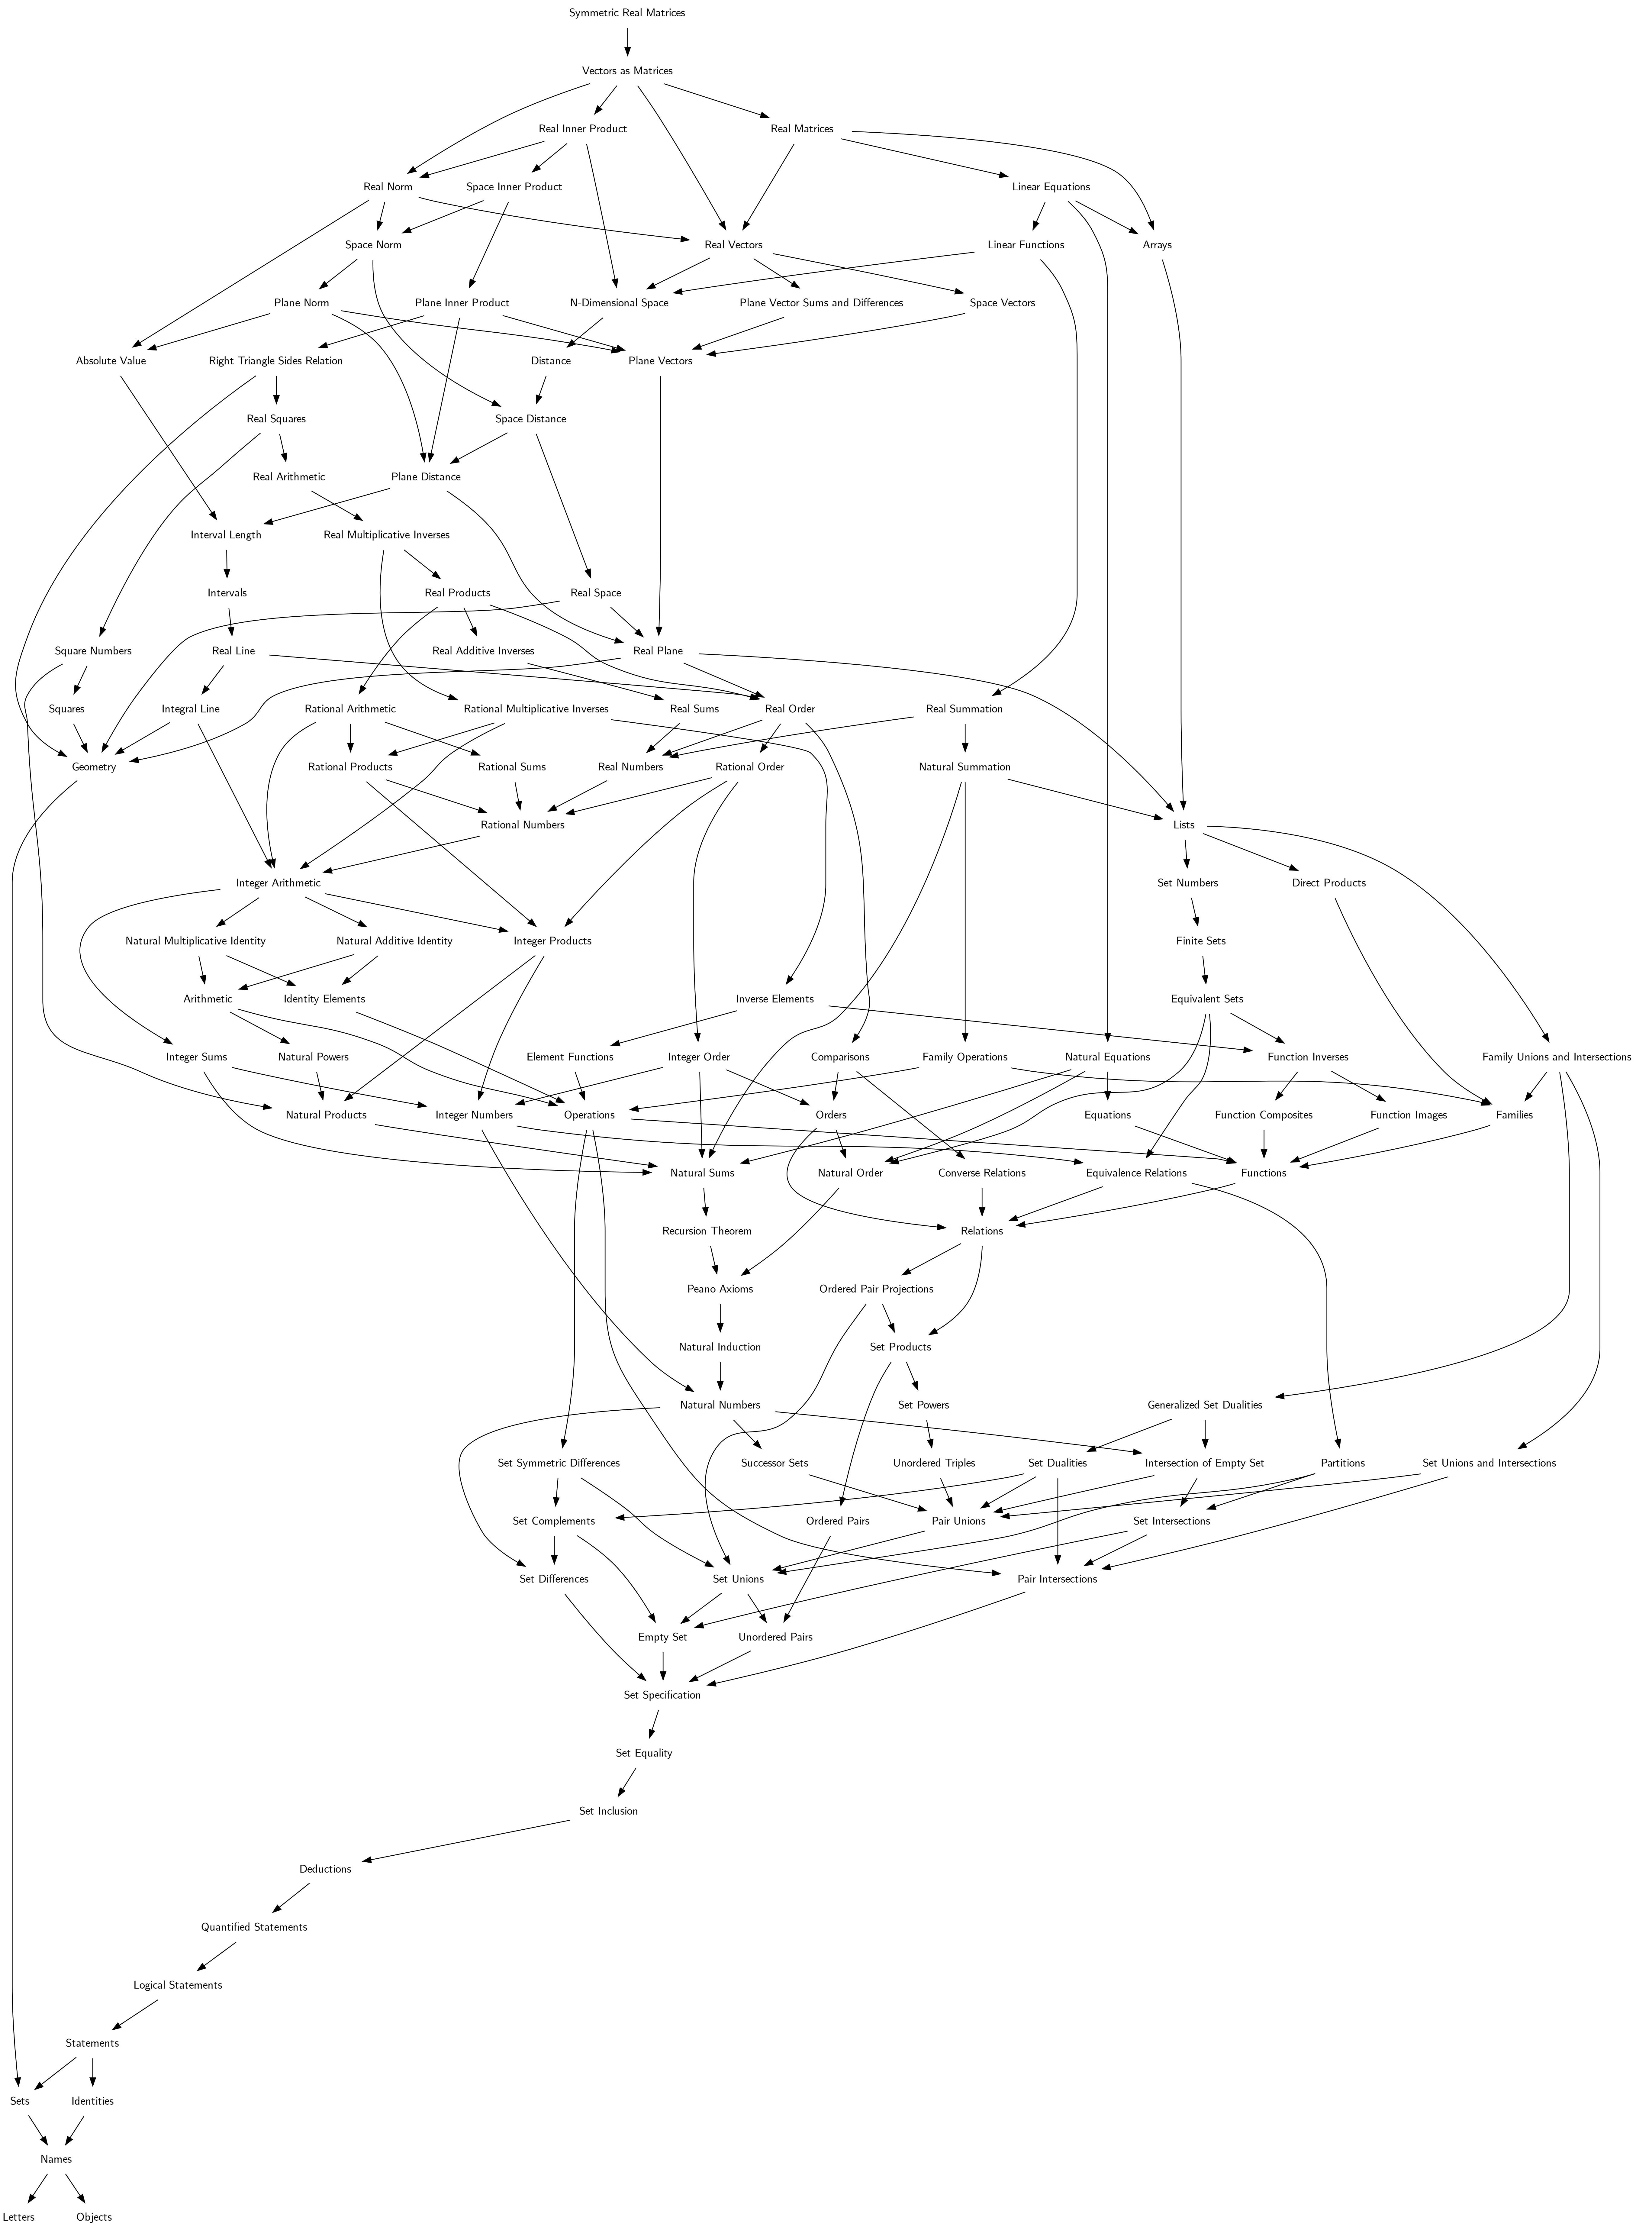 Symmetric Real Matrices
Vectors as Matrices
Real Inner Product
Real Matrices
Real Norm
Space Inner Product
Linear Equations
Space Norm
Real Vectors
Linear Functions
Arrays
Plane Norm
Plane Inner Product
N-Dimensional Space
Plane Vector Sums and Differences
Space Vectors
Absolute Value
Right Triangle Sides Relation
Distance
Plane Vectors
Real Squares
Space Distance
Real Arithmetic
Plane Distance
Interval Length
Real Multiplicative Inverses
Intervals
Real Products
Real Space
Square Numbers
Real Line
Real Additive Inverses
Real Plane
Squares
Integral Line
Rational Arithmetic
Rational Multiplicative Inverses
Real Sums
Real Order
Real Summation
Geometry
Rational Products
Rational Sums
Real Numbers
Rational Order
Natural Summation
Rational Numbers
Lists
Integer Arithmetic
Set Numbers
Direct Products
Natural Multiplicative Identity
Natural Additive Identity
Integer Products
Finite Sets
Arithmetic
Identity Elements
Inverse Elements
Equivalent Sets
Integer Sums
Natural Powers
Element Functions
Integer Order
Comparisons
Family Operations
Natural Equations
Function Inverses
Family Unions and Intersections
Natural Products
Integer Numbers
Operations
Orders
Equations
Function Composites
Function Images
Families
Natural Sums
Natural Order
Converse Relations
Equivalence Relations
Functions
Recursion Theorem
Relations
Peano Axioms
Ordered Pair Projections
Natural Induction
Set Products
Natural Numbers
Set Powers
Generalized Set Dualities
Set Symmetric Differences
Successor Sets
Unordered Triples
Set Dualities
Intersection of Empty Set
Partitions
Set Unions and Intersections
Set Complements
Ordered Pairs
Pair Unions
Set Intersections
Set Differences
Set Unions
Pair Intersections
Empty Set
Unordered Pairs
Set Specification
Set Equality
Set Inclusion
Deductions
Quantified Statements
Logical Statements
Statements
Sets
Identities
Names
Letters
Objects